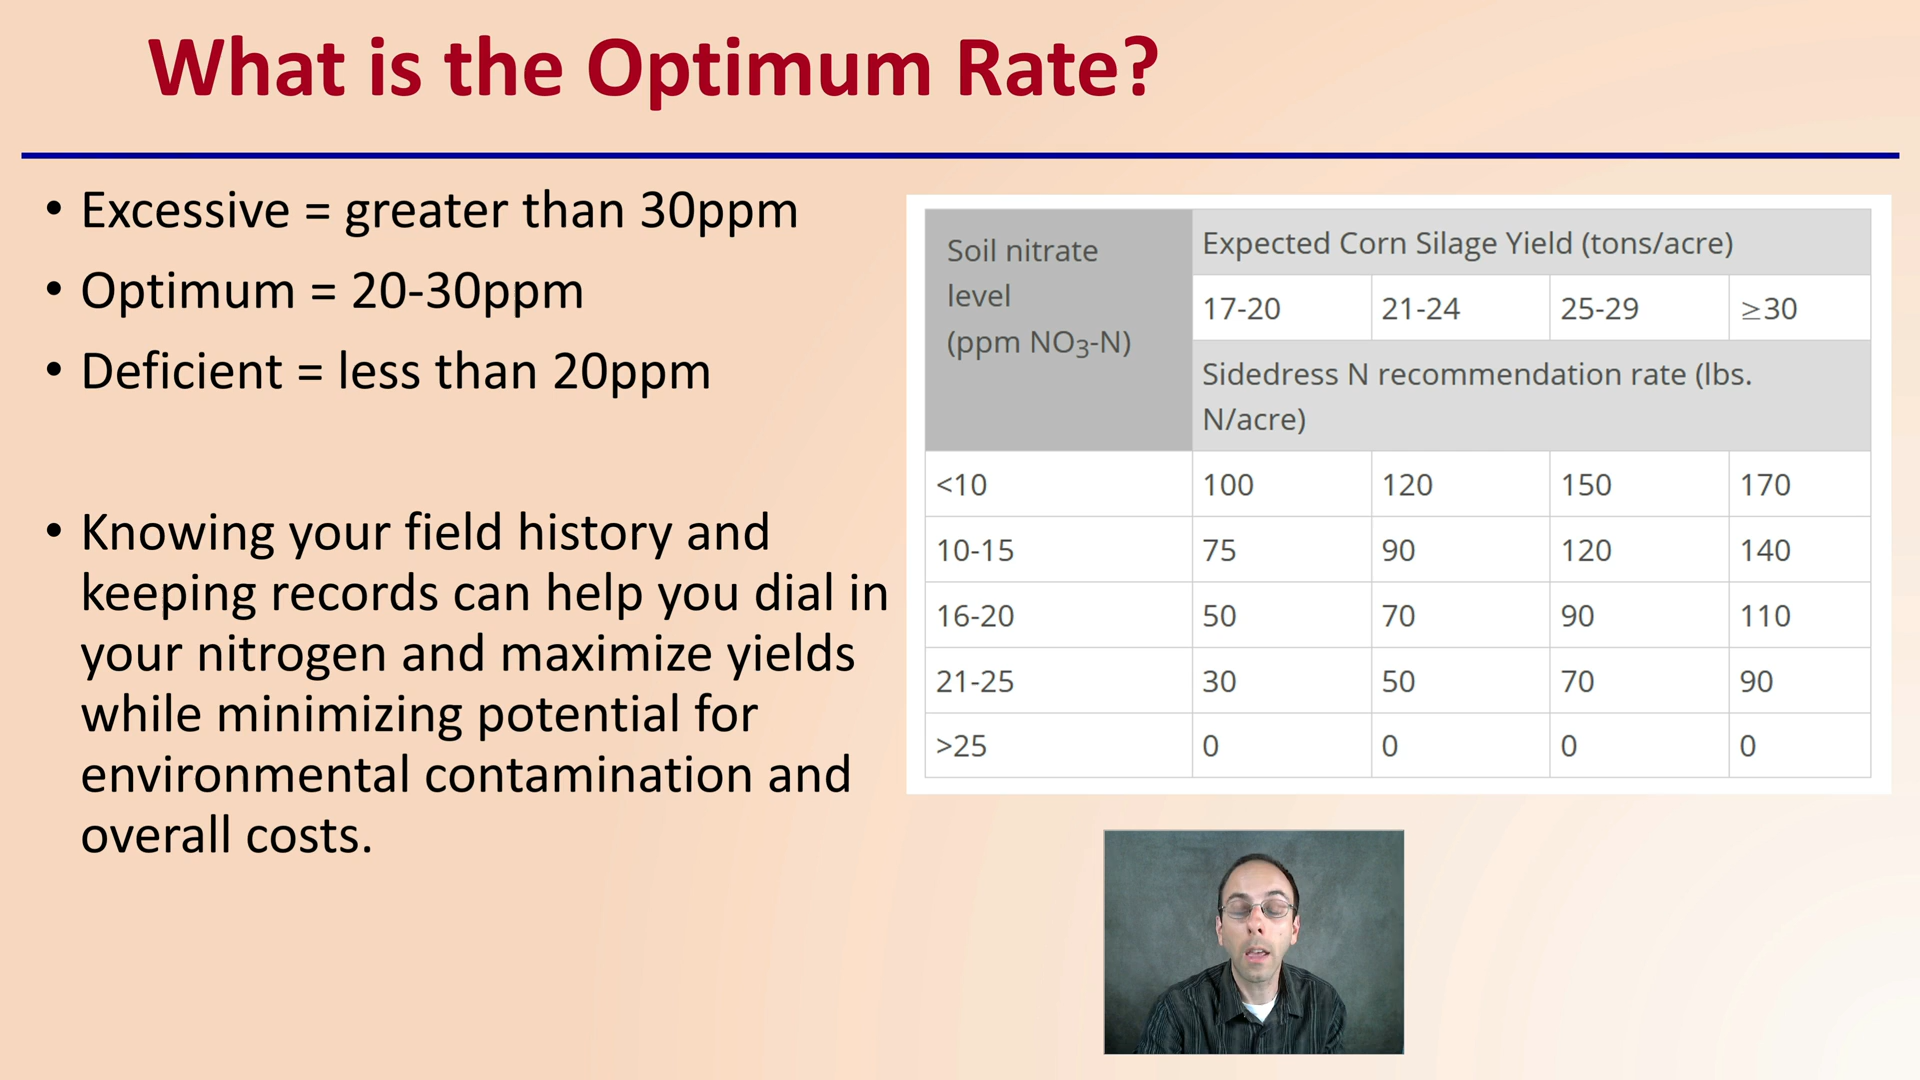 What is the Optimum Rate?
• Excessive = greater than 30ppm
• Optimum = 20-30ppm
• Deficient = less than 20ppm
• Knowing your field history and
keeping records can help you dial in
your nitrogen and maximize yields
while minimizing potential for
environmental contamination and
overall costs.
Soil nitrate
level
(ppm NO₃-N)
Expected Corn Silage Yield (tons/acre)
17-20 21-24 25-29 ≥30
Sidedress N recommendation rate (lbs.
N/acre)
<10 100 120 150 170
10-15 75 90 120 140
16-20 50 70 90 110
21-25 30 50 70 90
>25 0 0 0 0